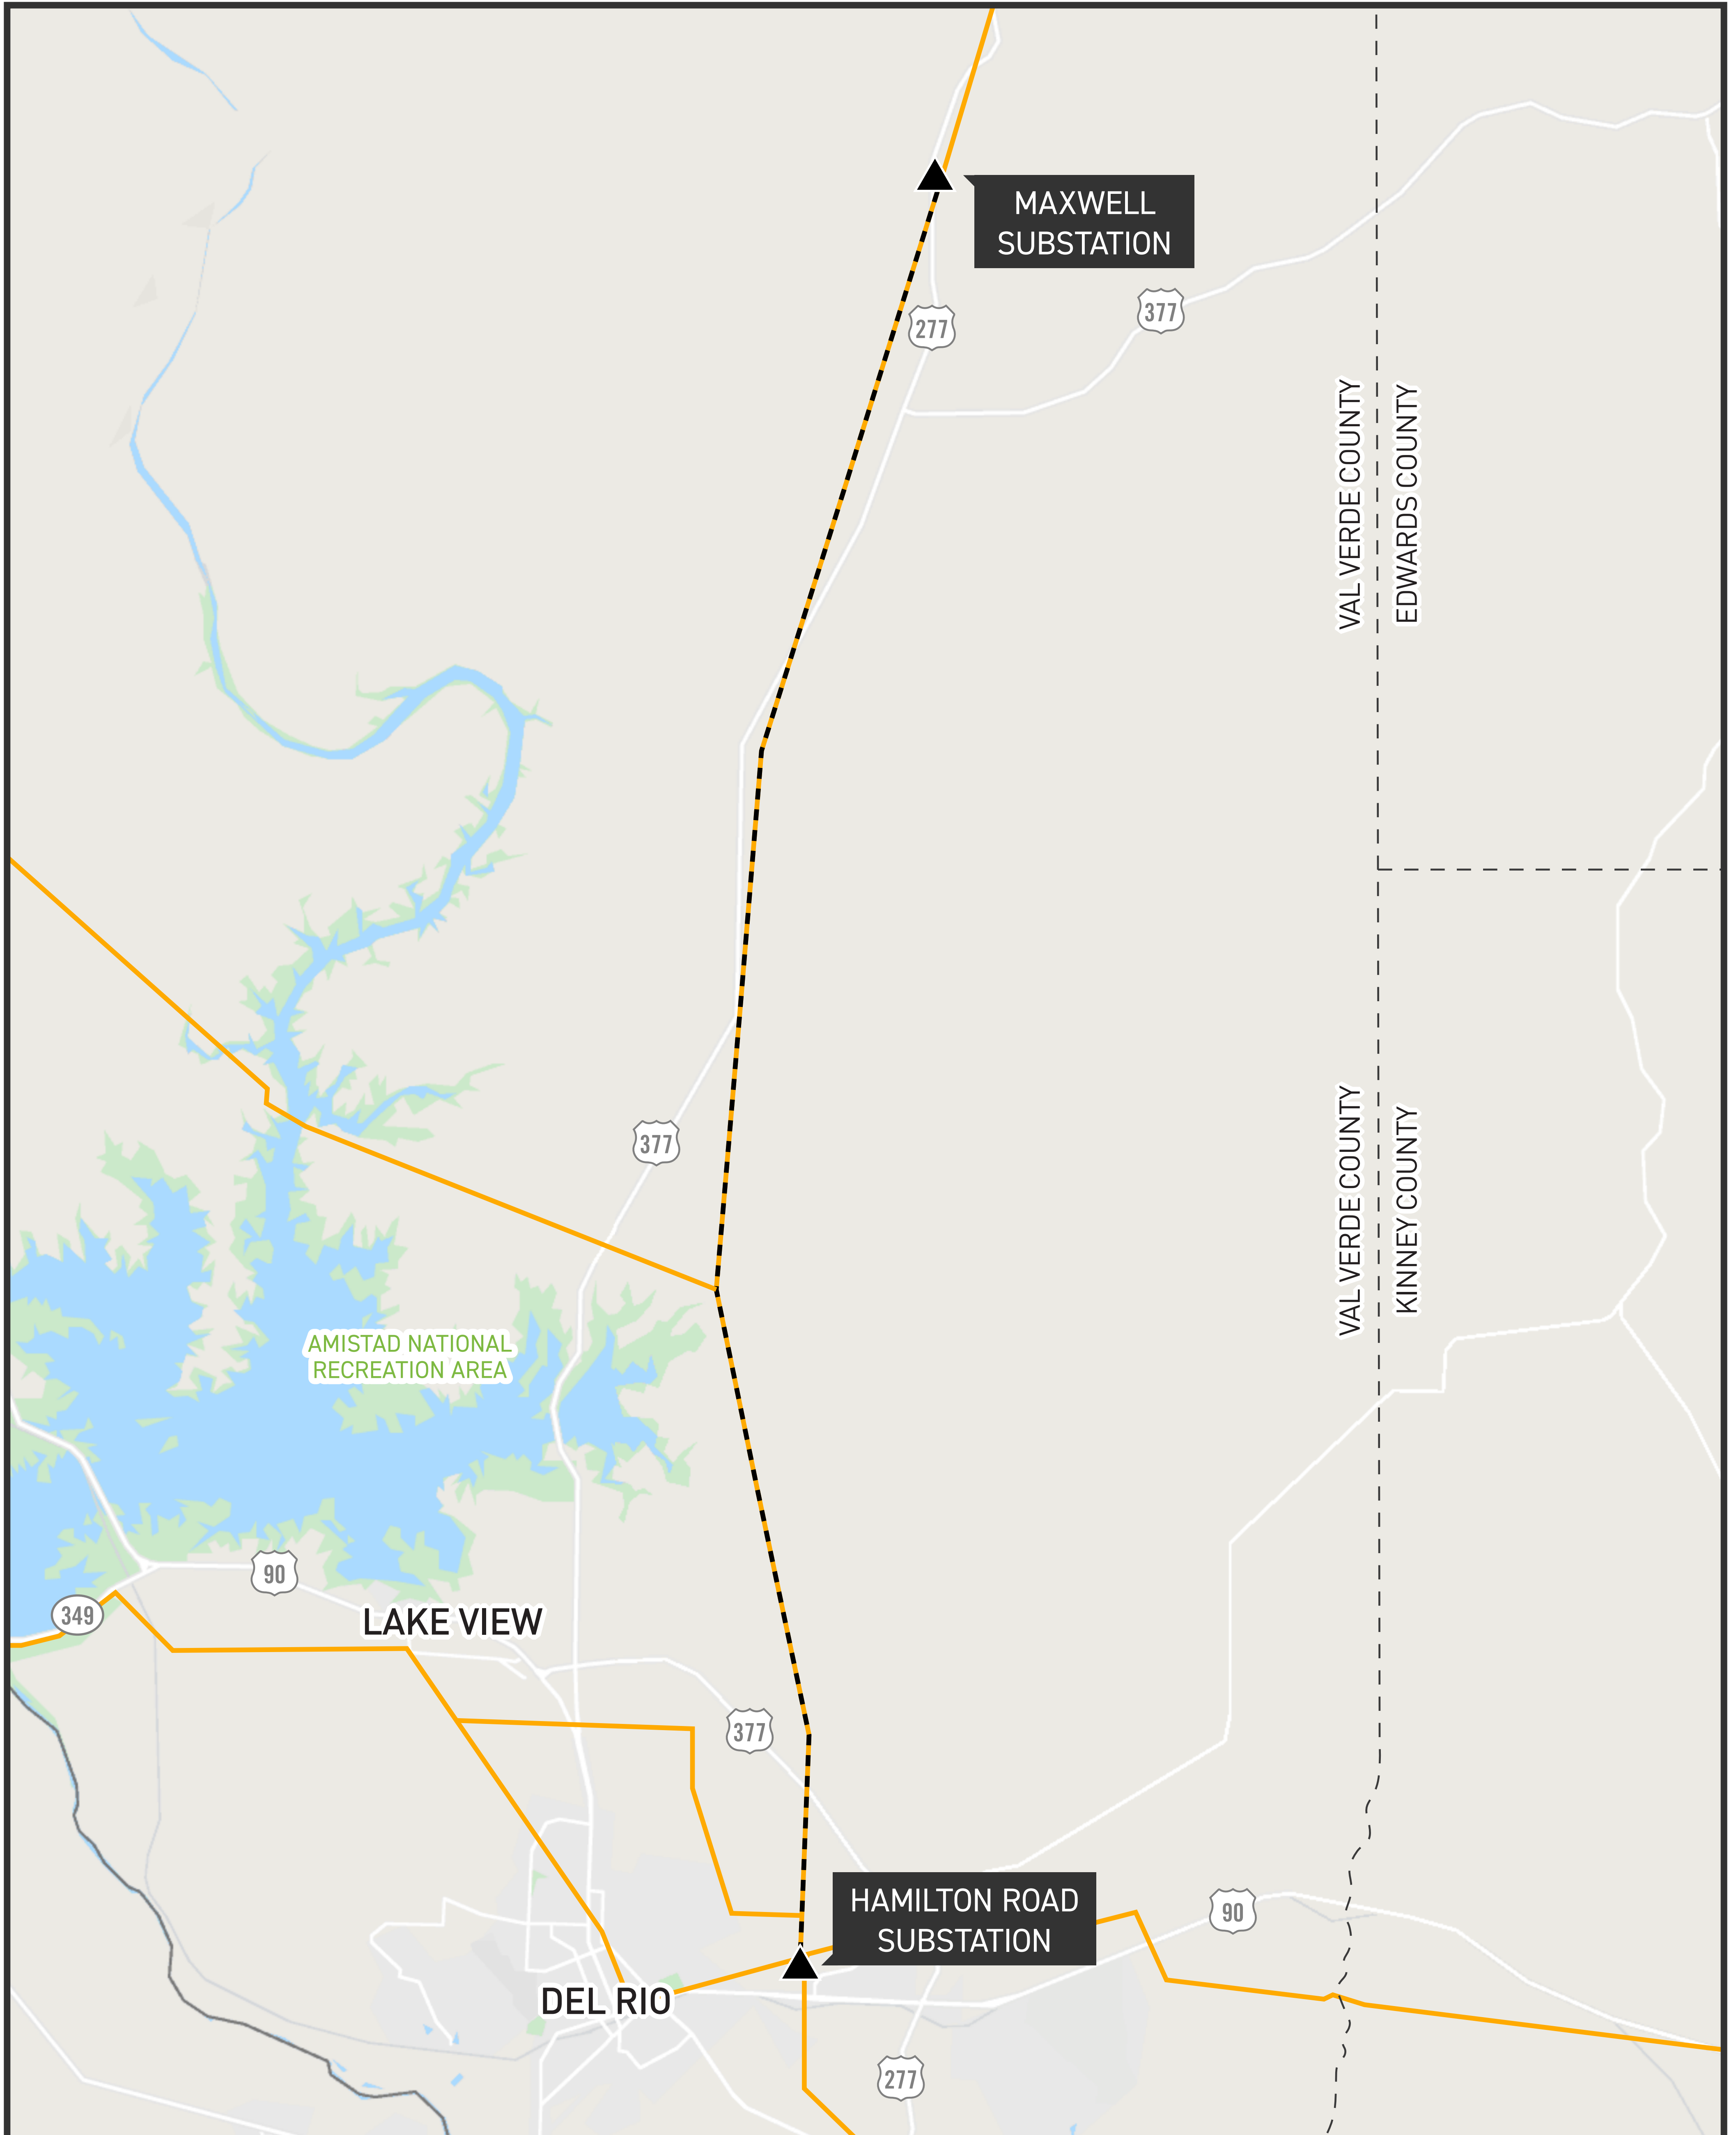 MAXWELL
SUBSTATION
277
377
VAL VERDE COUNTY
EDWARDS COUNTY
377
VAL VERDE COUNTY
KINNEY COUNTY
AMISTAD NATIONAL
RECREATION AREA
90
349
LAKE VIEW
377
HAMILTON ROAD
SUBSTATION
90
DEL RIO
277